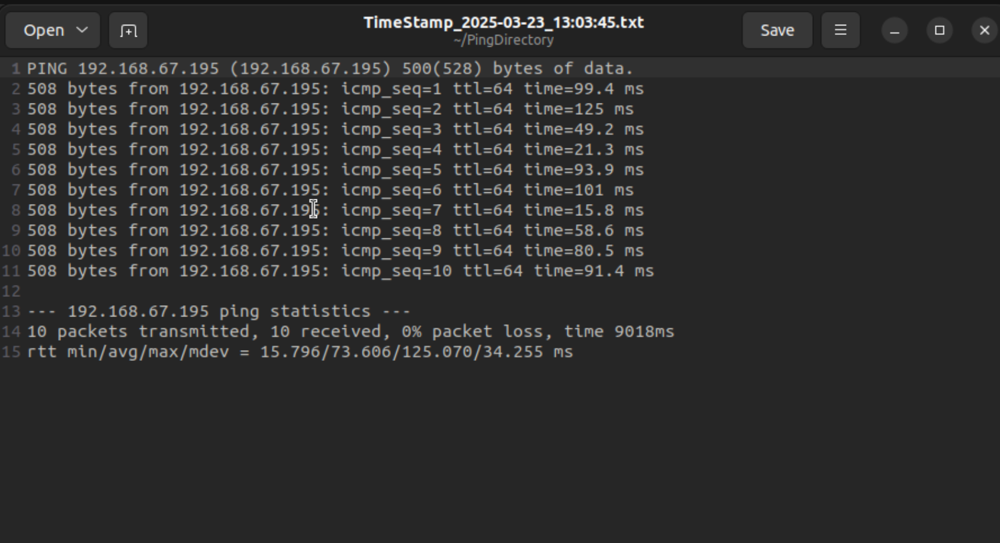 Open
TimeStamp_2025-03-23_13:03:45.txt
~/PingDirectory
Save
1 PING 192.168.67.195 (192.168.67.195) 500(528) bytes of data.
2 508 bytes from 192.168.67.195: icmp_seq=1 ttl=64 time=99.4 ms
3 508 bytes from 192.168.67.195: icmp_seq=2 ttl=64 time=125 ms
4 508 bytes from 192.168.67.195: icmp_seq=3 ttl=64 time=49.2 ms
5 508 bytes from 192.168.67.195: icmp_seq=4 ttl=64 time=21.3 ms
6 508 bytes from 192.168.67.195: icmp_seq=5 ttl=64 time=93.9 ms
7 508 bytes from 192.168.67.195: icmp_seq=6 ttl=64 time=101 ms
8 508 bytes from 192.168.67.195: icmp_seq=7 ttl=64 time=15.8 ms
9 508 bytes from 192.168.67.195: icmp_seq=8 ttl=64 time=58.6 ms
10 508 bytes from 192.168.67.195: icmp_seq=9 ttl=64 time=80.5 ms
11 508 bytes from 192.168.67.195: icmp_seq=10 ttl=64 time=91.4 ms
12
13 --- 192.168.67.195 ping statistics ---
14 10 packets transmitted, 10 received, 0% packet loss, time 9018ms
15 rtt min/avg/max/mdev = 15.796/73.606/125.070/34.255 ms